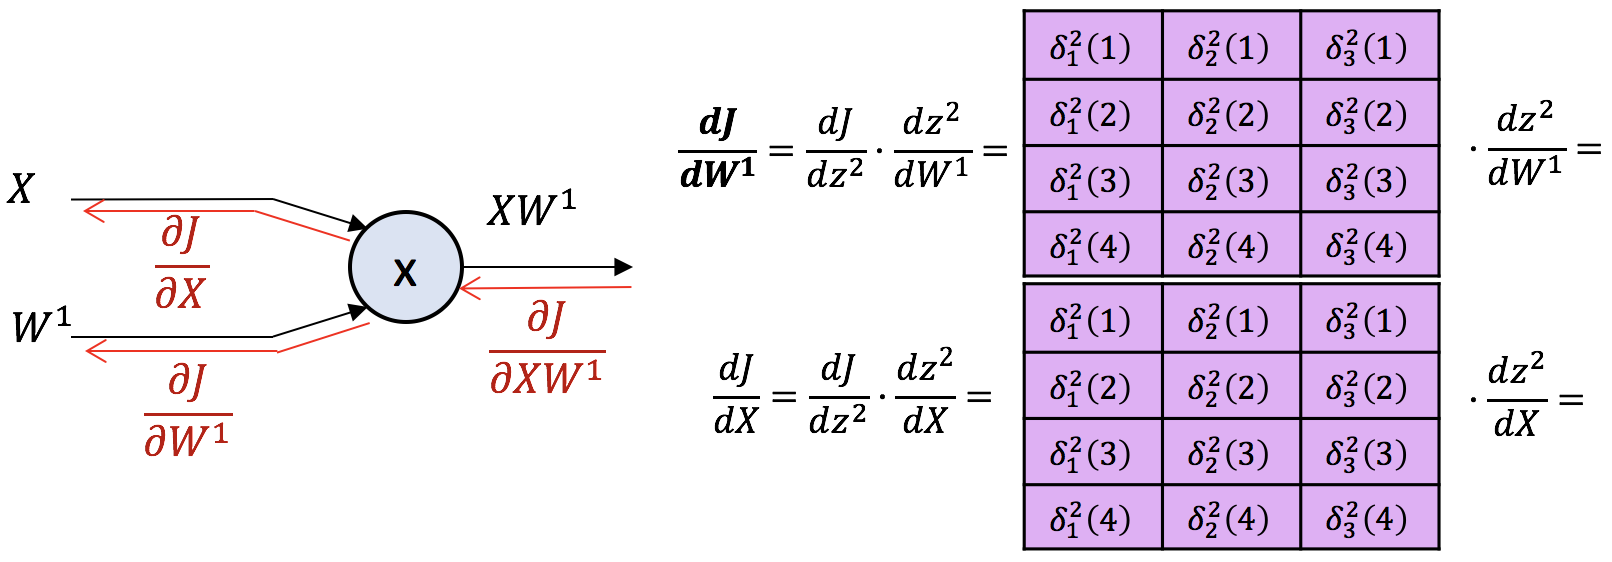 X
∂J/∂X
W¹
∂J/∂W¹
x
XW¹
∂J/∂XW¹
dJ/dW¹ = dJ/dz² · dz²/dW¹ =
δ₁²(1) δ₂²(1) δ₃²(1)
δ₁²(2) δ₂²(2) δ₃²(2)
δ₁²(3) δ₂²(3) δ₃²(3)
δ₁²(4) δ₂²(4) δ₃²(4)
· dz²/dW¹ =
dJ/dX = dJ/dz² · dz²/dX =
δ₁²(1) δ₂²(1) δ₃²(1)
δ₁²(2) δ₂²(2) δ₃²(2)
δ₁²(3) δ₂²(3) δ₃²(3)
δ₁²(4) δ₂²(4) δ₃²(4)
· dz²/dX =